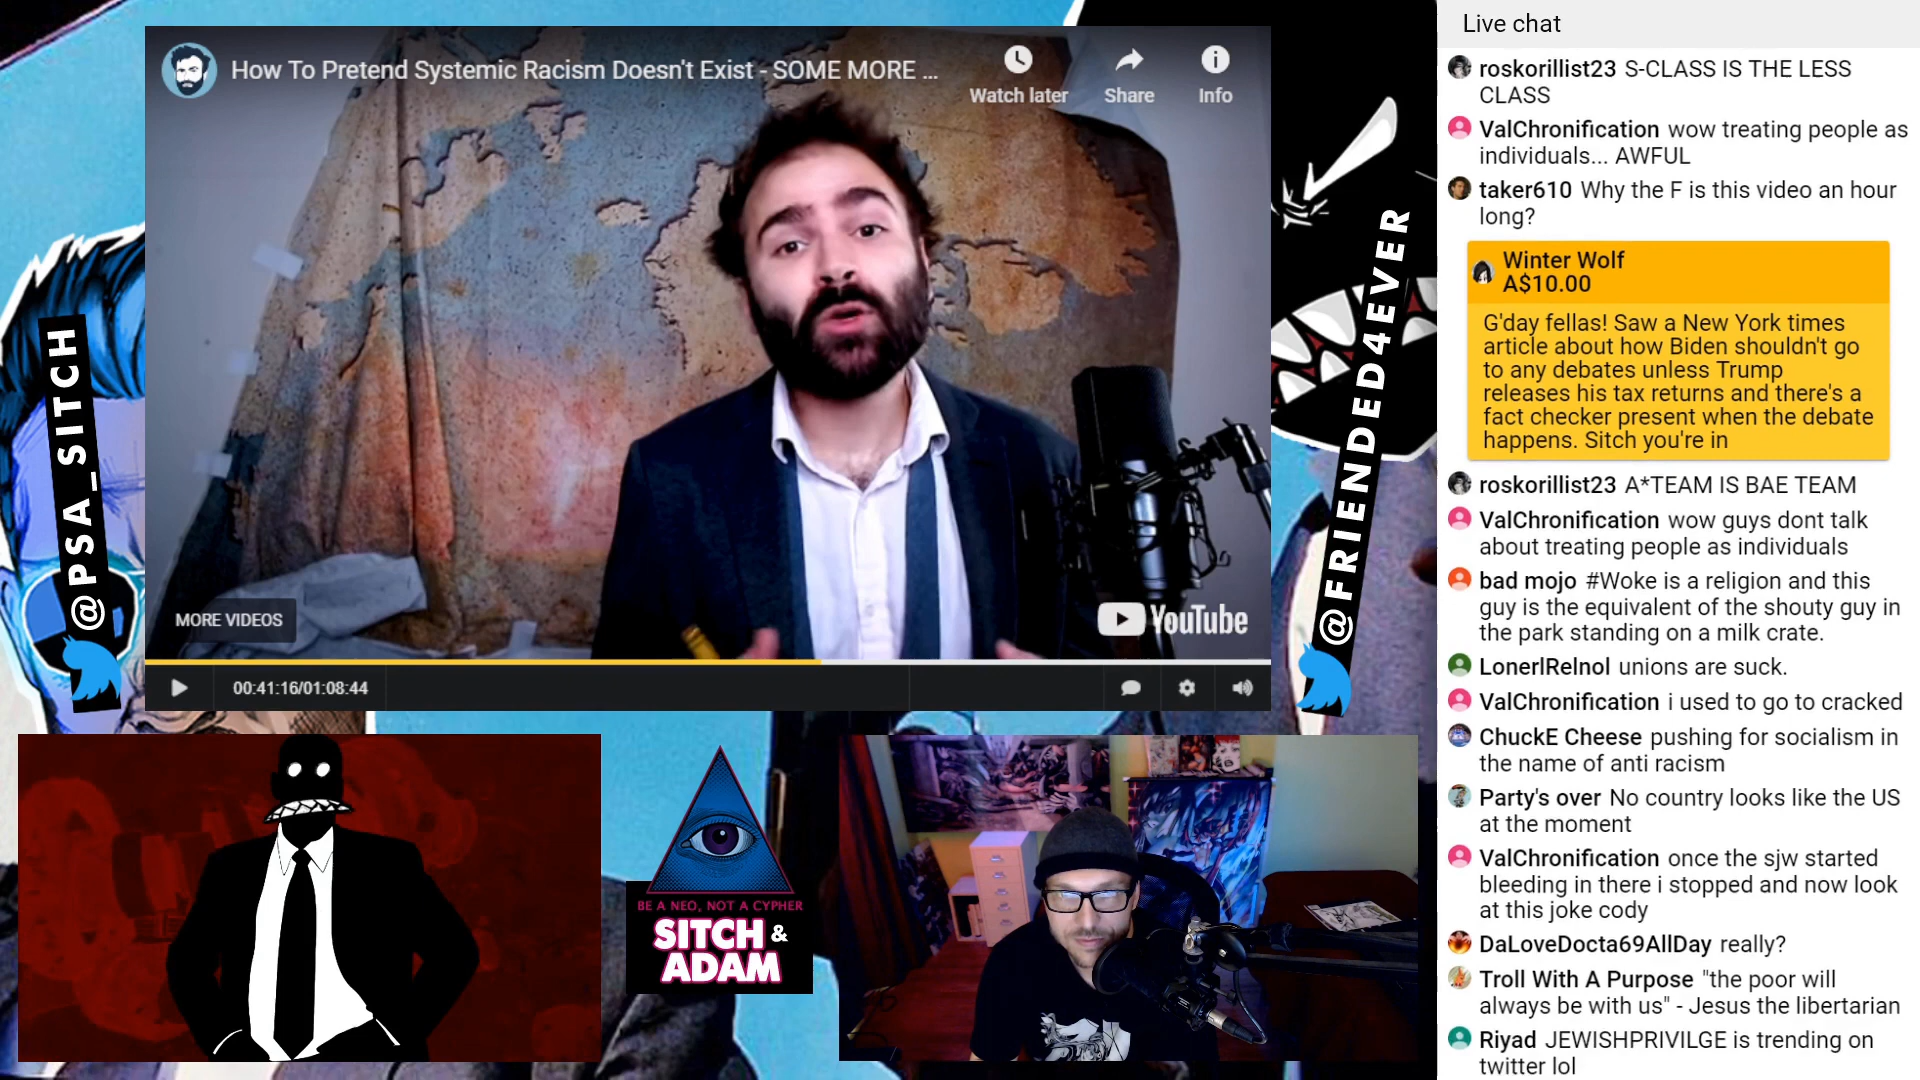 How To Pretend Systemic Racism Doesn't Exist - SOME MORE ...
Watch later
Share
Info
MORE VIDEOS
YouTube
00:41:16/01:08:44
@PSA_SITCH
@FRIENDED4EVER
BE A NEO, NOT A CYPHER
SITCH &
ADAM
Live chat
roskorillist23 S-CLASS IS THE LESS
CLASS
ValChronification wow treating people as
individuals... AWFUL
taker610 Why the F is this video an hour
long?
Winter Wolf
A$10.00
G'day fellas! Saw a New York times
article about how Biden shouldn't go
to any debates unless Trump
releases his tax returns and there's a
fact checker present when the debate
happens. Sitch you're in
roskorillist23 A*TEAM IS BAE TEAM
ValChronification wow guys dont talk
about treating people as individuals
bad mojo #Woke is a religion and this
guy is the equivalent of the shouty guy in
the park standing on a milk crate.
LonerlRelnol unions are suck.
ValChronification i used to go to cracked
ChuckE Cheese pushing for socialism in
the name of anti racism
Party's over No country looks like the US
at the moment
ValChronification once the sjw started
bleeding in there i stopped and now look
at this joke cody
DaLoveDocta69AllDay really?
Troll With A Purpose "the poor will
always be with us" - Jesus the libertarian
Riyad JEWISHPRIVILGE is trending on
twitter lol